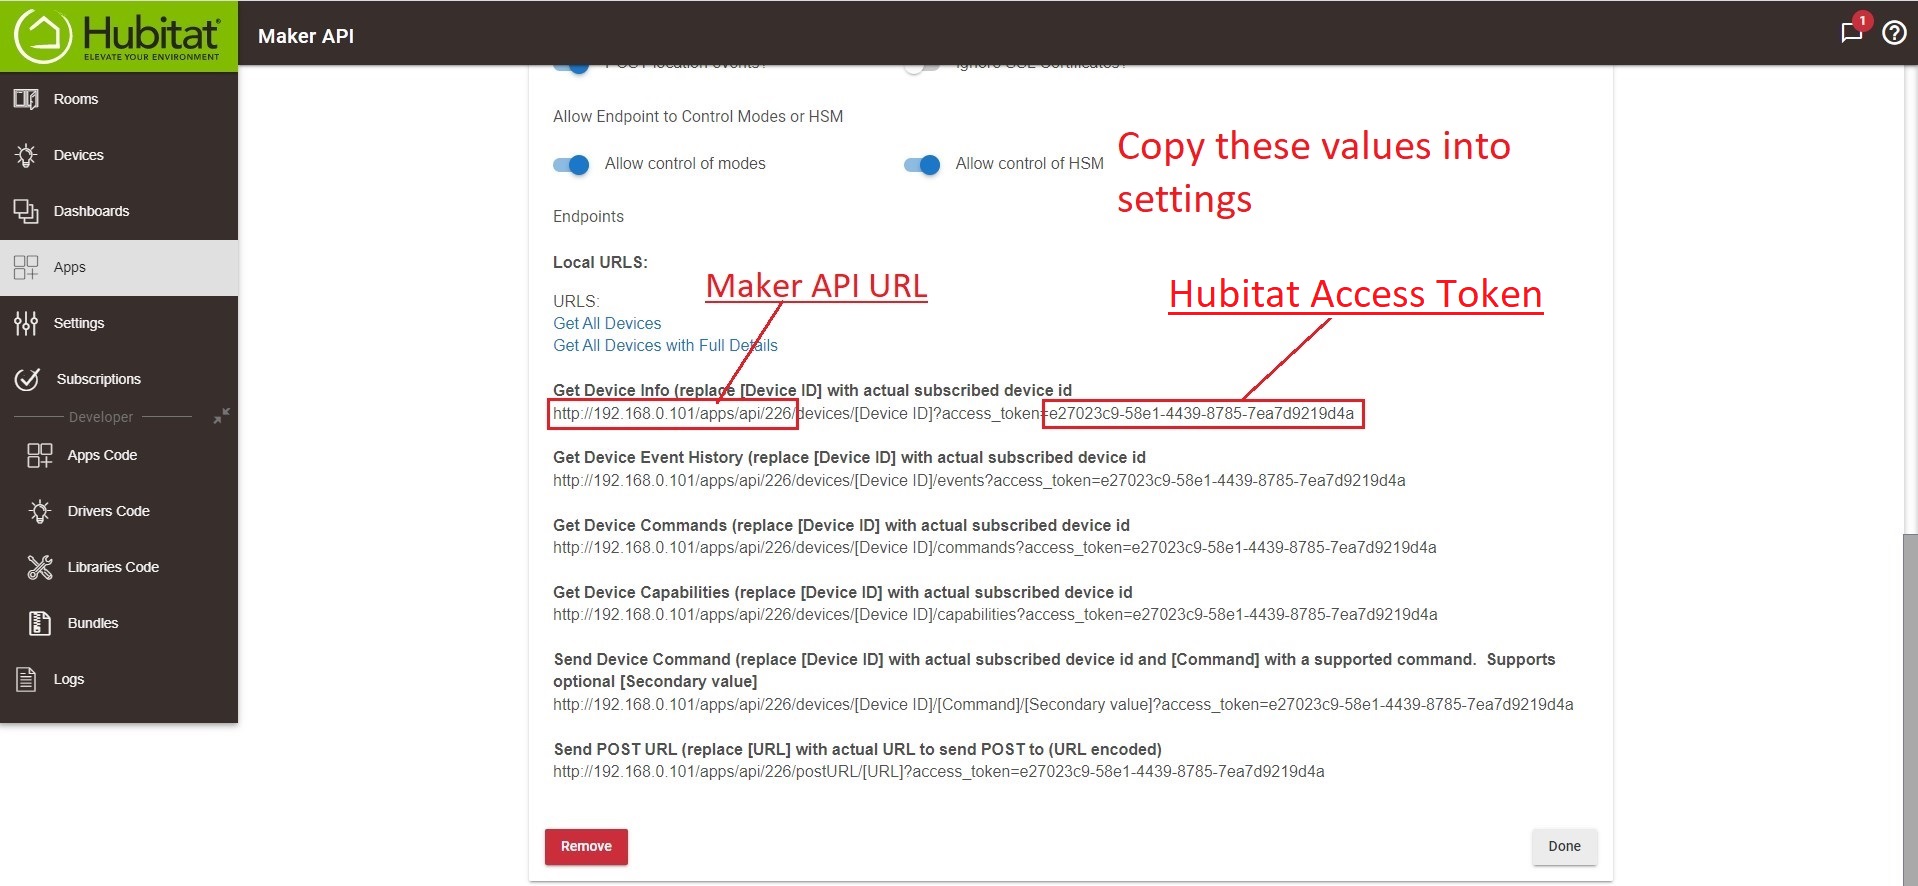 Hubitat®
ELEVATE YOUR ENVIRONMENT
Maker API
1
?
Rooms
Devices
Dashboards
Apps
Settings
Subscriptions
Developer
Apps Code
Drivers Code
Libraries Code
Bundles
Logs
POST location events?
Ignore SSL Certificates?
Allow Endpoint to Control Modes or HSM
Allow control of modes
Allow control of HSM
Copy these values into
settings
Endpoints
Local URLS:
Maker API URL
Hubitat Access Token
URLS:
Get All Devices
Get All Devices with Full Details
Get Device Info (replace [Device ID] with actual subscribed device id
http://192.168.0.101/apps/api/226/devices/[Device ID]?access_token=e27023c9-58e1-4439-8785-7ea7d9219d4a
Get Device Event History (replace [Device ID] with actual subscribed device id
http://192.168.0.101/apps/api/226/devices/[Device ID]/events?access_token=e27023c9-58e1-4439-8785-7ea7d9219d4a
Get Device Commands (replace [Device ID] with actual subscribed device id
http://192.168.0.101/apps/api/226/devices/[Device ID]/commands?access_token=e27023c9-58e1-4439-8785-7ea7d9219d4a
Get Device Capabilities (replace [Device ID] with actual subscribed device id
http://192.168.0.101/apps/api/226/devices/[Device ID]/capabilities?access_token=e27023c9-58e1-4439-8785-7ea7d9219d4a
Send Device Command (replace [Device ID] with actual subscribed device id and [Command] with a supported command.  Supports
optional [Secondary value]
http://192.168.0.101/apps/api/226/devices/[Device ID]/[Command]/[Secondary value]?access_token=e27023c9-58e1-4439-8785-7ea7d9219d4a
Send POST URL (replace [URL] with actual URL to send POST to (URL encoded)
http://192.168.0.101/apps/api/226/postURL/[URL]?access_token=e27023c9-58e1-4439-8785-7ea7d9219d4a
Remove
Done